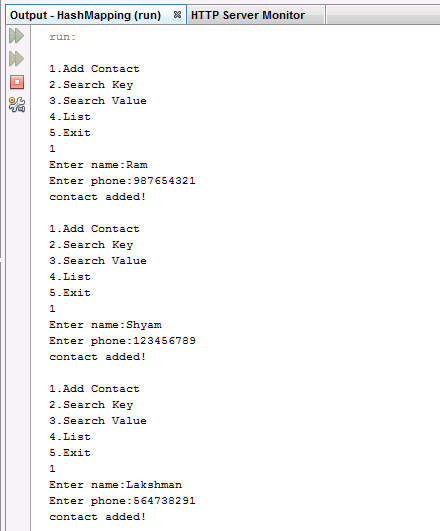 Output - HashMapping (run)
HTTP Server Monitor
run:
1.Add Contact
2.Search Key
3.Search Value
4.List
5.Exit
1
Enter name:Ram
Enter phone:987654321
contact added!
1.Add Contact
2.Search Key
3.Search Value
4.List
5.Exit
1
Enter name:Shyam
Enter phone:123456789
contact added!
1.Add Contact
2.Search Key
3.Search Value
4.List
5.Exit
1
Enter name:Lakshman
Enter phone:564738291
contact added!